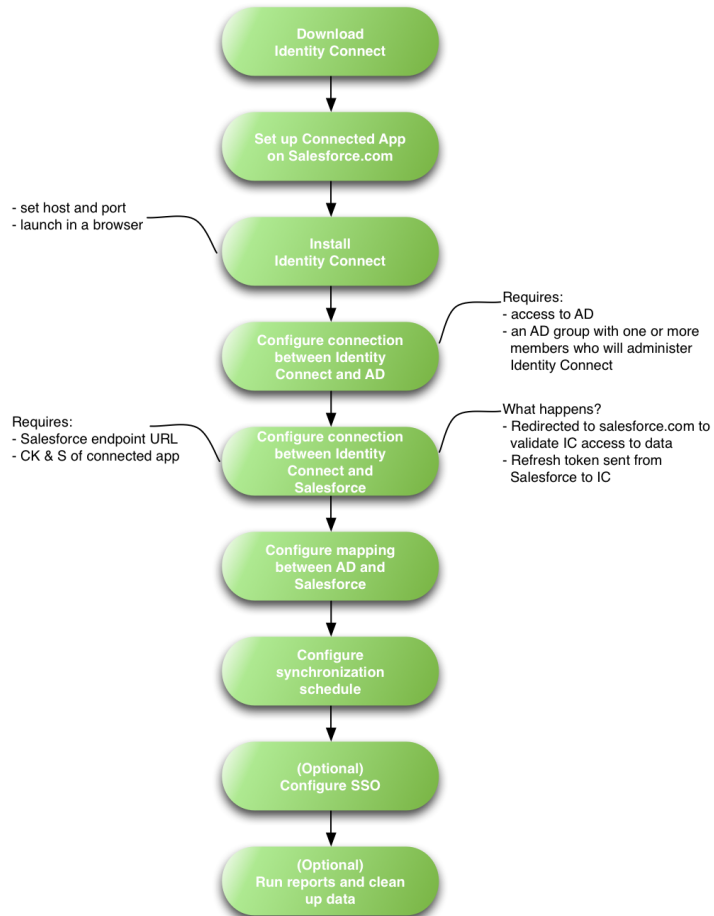 Download
Identity Connect
Set up Connected App
on Salesforce.com
- set host and port
- launch in a browser
Install
Identity Connect
Requires:
- access to AD
- an AD group with one or more
members who will administer
Identity Connect
Configure connection
between Identity
Connect and AD
Requires:
- Salesforce endpoint URL
- CK & S of connected app
Configure connection
between Identity
Connect and
Salesforce
What happens?
- Redirected to salesforce.com to
validate IC access to data
- Refresh token sent from
Salesforce to IC
Configure mapping
between AD and
Salesforce
Configure
synchronization
schedule
(Optional)
Configure SSO
(Optional)
Run reports and clean
up data